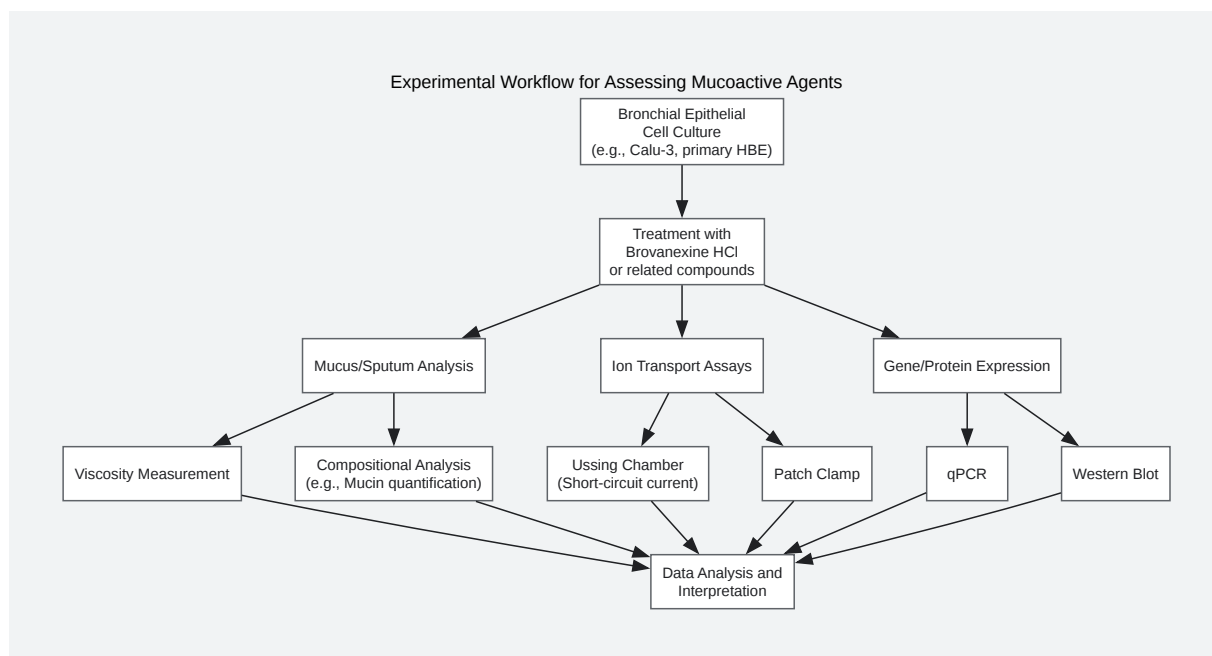 Experimental Workflow for Assessing Mucoactive Agents
Bronchial Epithelial
Cell Culture
(e.g., Calu-3, primary HBE)
Treatment with
Brovanexine HCl
or related compounds
Mucus/Sputum Analysis
Ion Transport Assays
Gene/Protein Expression
Viscosity Measurement
Compositional Analysis
(e.g., Mucin quantification)
Ussing Chamber
(Short-circuit current)
Patch Clamp
qPCR
Western Blot
Data Analysis and
Interpretation